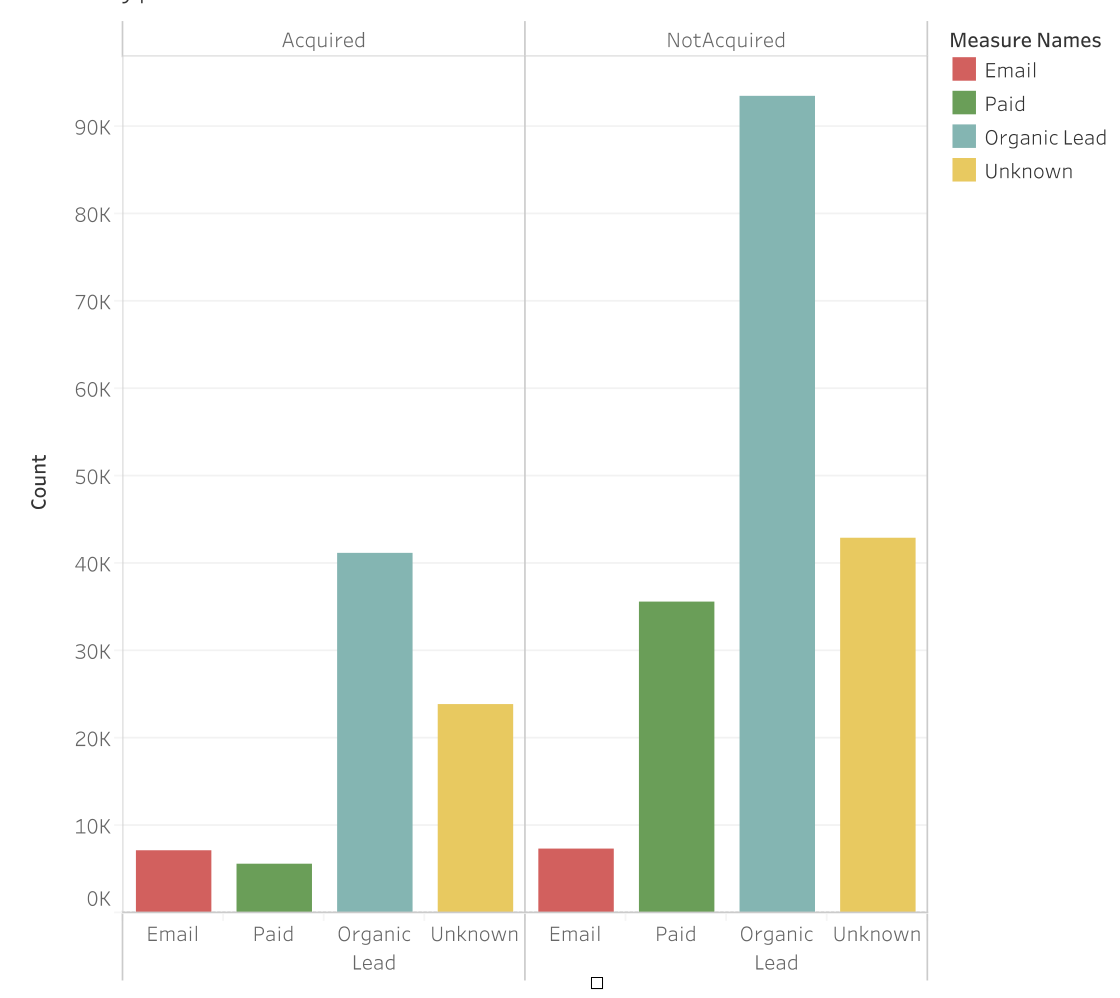 Acquired
NotAcquired
Measure Names
Email
Paid
Organic Lead
Unknown
Count
90K
80K
70K
60K
50K
40K
30K
20K
10K
0K
Email
Paid
Organic
Lead
Unknown
Email
Paid
Organic
Lead
Unknown